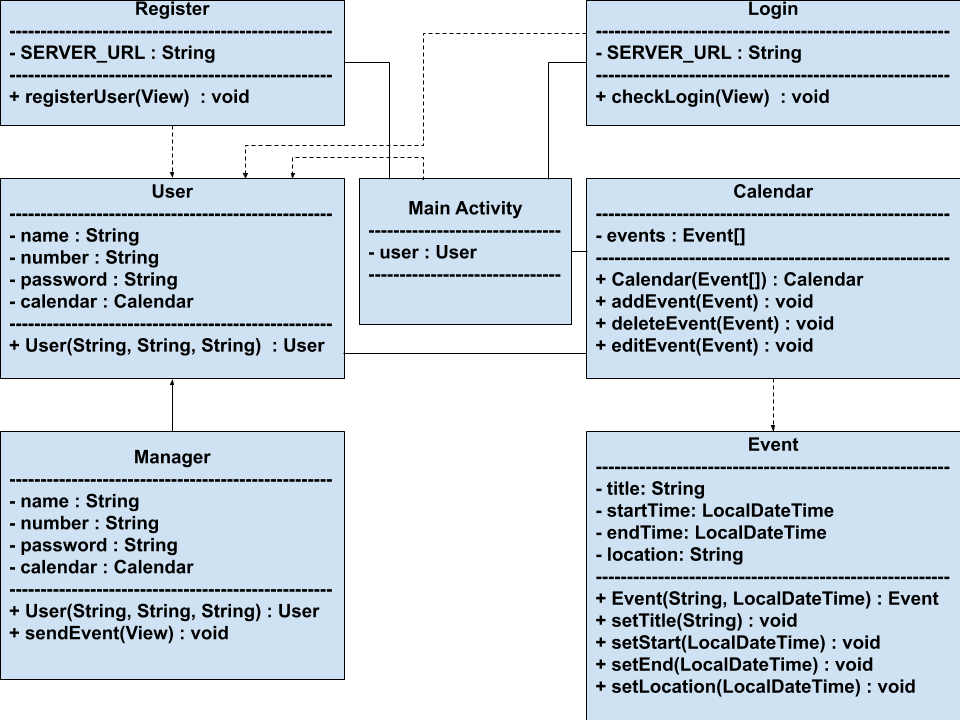 Register
-----------------------------------------------------
- SERVER_URL : String
-----------------------------------------------------
+ registerUser(View)  : void
Login
----------------------------------------------------------
- SERVER_URL : String
----------------------------------------------------------
+ checkLogin(View)  : void
User
-----------------------------------------------------
- name : String
- number : String
- password : String
- calendar : Calendar
-----------------------------------------------------
+ User(String, String, String)  : User
Main Activity
-------------------------------
- user : User
-------------------------------
Calendar
----------------------------------------------------------
- events : Event[]
----------------------------------------------------------
+ Calendar(Event[]) : Calendar
+ addEvent(Event) : void
+ deleteEvent(Event) : void
+ editEvent(Event) : void
Manager
-----------------------------------------------------
- name : String
- number : String
- password : String
- calendar : Calendar
-----------------------------------------------------
+ User(String, String, String) : User
+ sendEvent(View) : void
Event
----------------------------------------------------------
- title: String
- startTime: LocalDateTime
- endTime: LocalDateTime
- location: String
----------------------------------------------------------
+ Event(String, LocalDateTime) : Event
+ setTitle(String) : void
+ setStart(LocalDateTime) : void
+ setEnd(LocalDateTime) : void
+ setLocation(LocalDateTime) : void